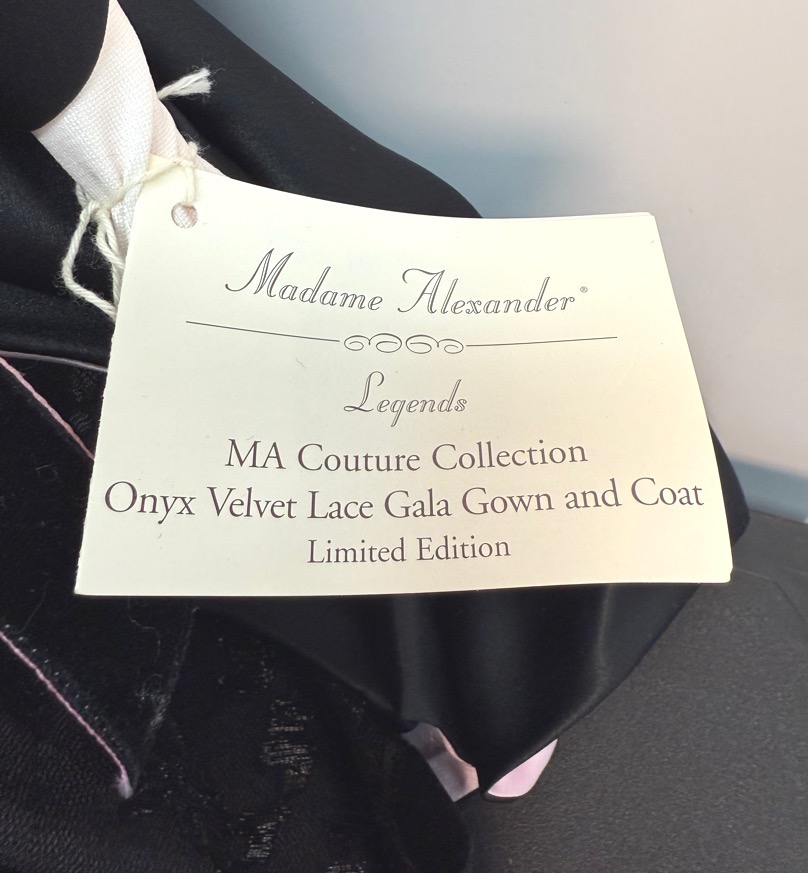 Madame Alexander®
Legends
MA Couture Collection
Onyx Velvet Lace Gala Gown and Coat
Limited Edition